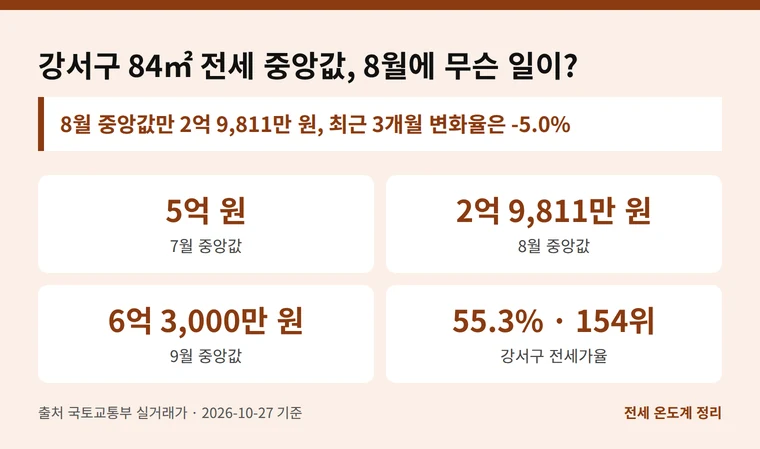 강서구 84㎡ 전세 중앙값, 8월에 무슨 일이?
8월 중앙값만 2억 9,811만 원, 최근 3개월 변화율은 -5.0%
5억 원
7월 중앙값
2억 9,811만 원
8월 중앙값
6억 3,000만 원
9월 중앙값
55.3% · 154위
강서구 전세가율
출처 국토교통부 실거래가 · 2026-10-27 기준
전세 온도계 정리